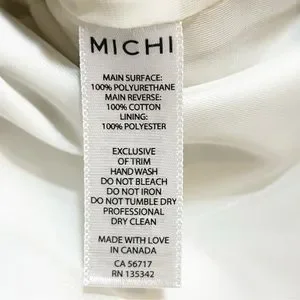 MICHI
MAIN SURFACE:
100% POLYURETHANE
MAIN REVERSE:
100% COTTON
LINING:
100% POLYESTER
EXCLUSIVE
OF TRIM
HAND WASH
DO NOT BLEACH
DO NOT IRON
DO NOT TUMBLE DRY
PROFESSIONAL
DRY CLEAN
MADE WITH LOVE
IN CANADA
CA 56717
RN 135342